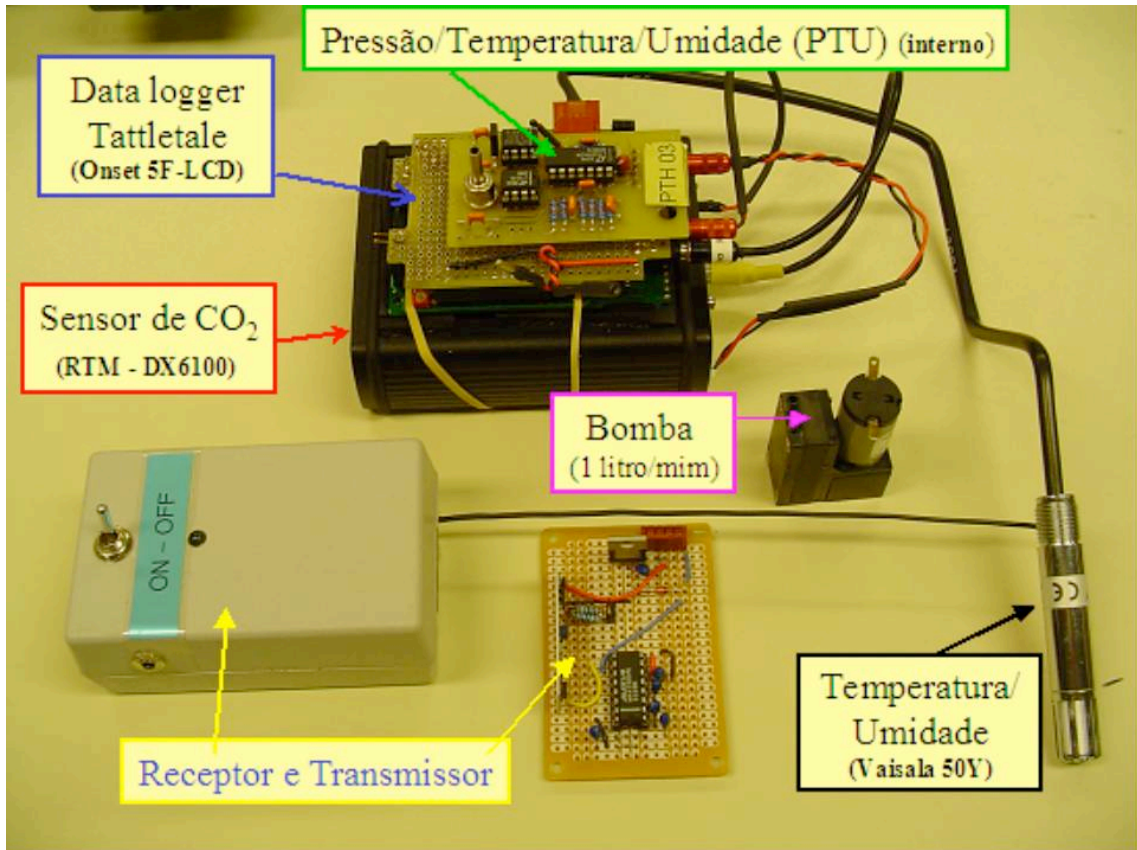 Pressão/Temperatura/Umidade (PTU) (interno)
Data logger
Tattletale
(Onset 5F-LCD)
PTH 03
Sensor de CO2
(RTM - DX6100)
Bomba
(1 litro/mim)
ON - OFF
CE
Temperatura/
Umidade
(Vaisala 50Y)
Receptor e Transmissor